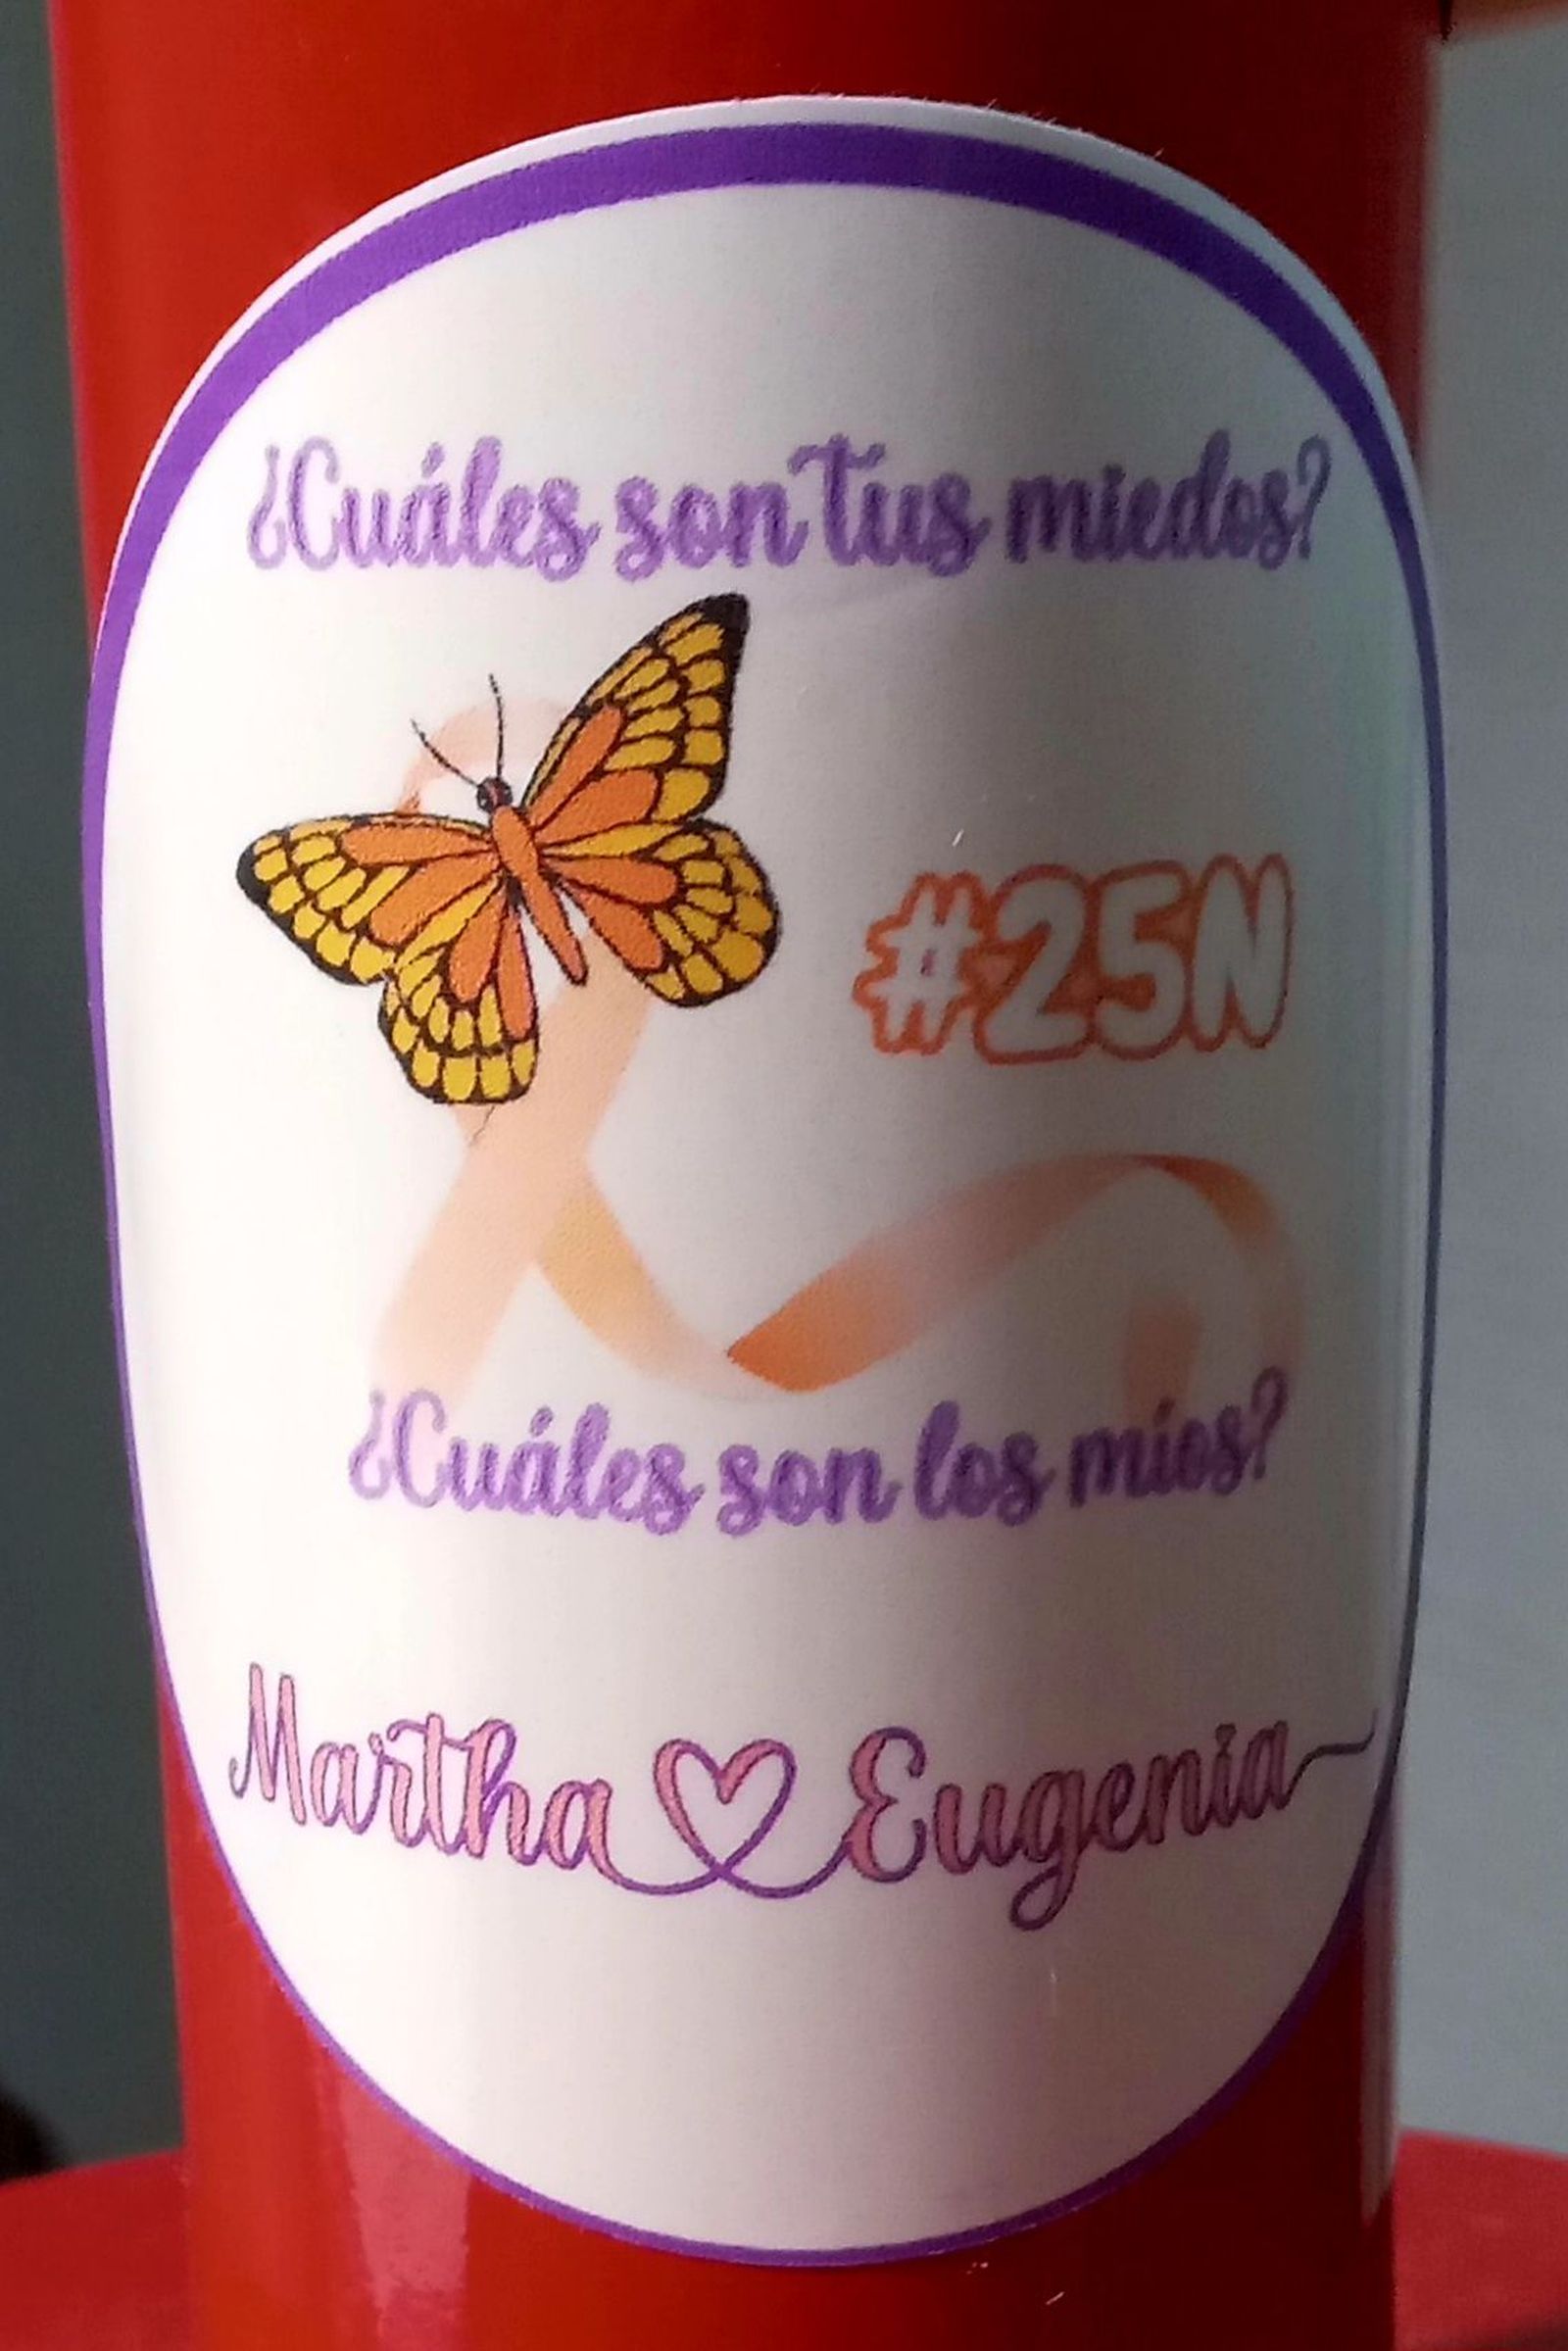 ¿Cuáles son tus miedos?
#25N
¿Cuáles son los míos?
Martha Eugenia